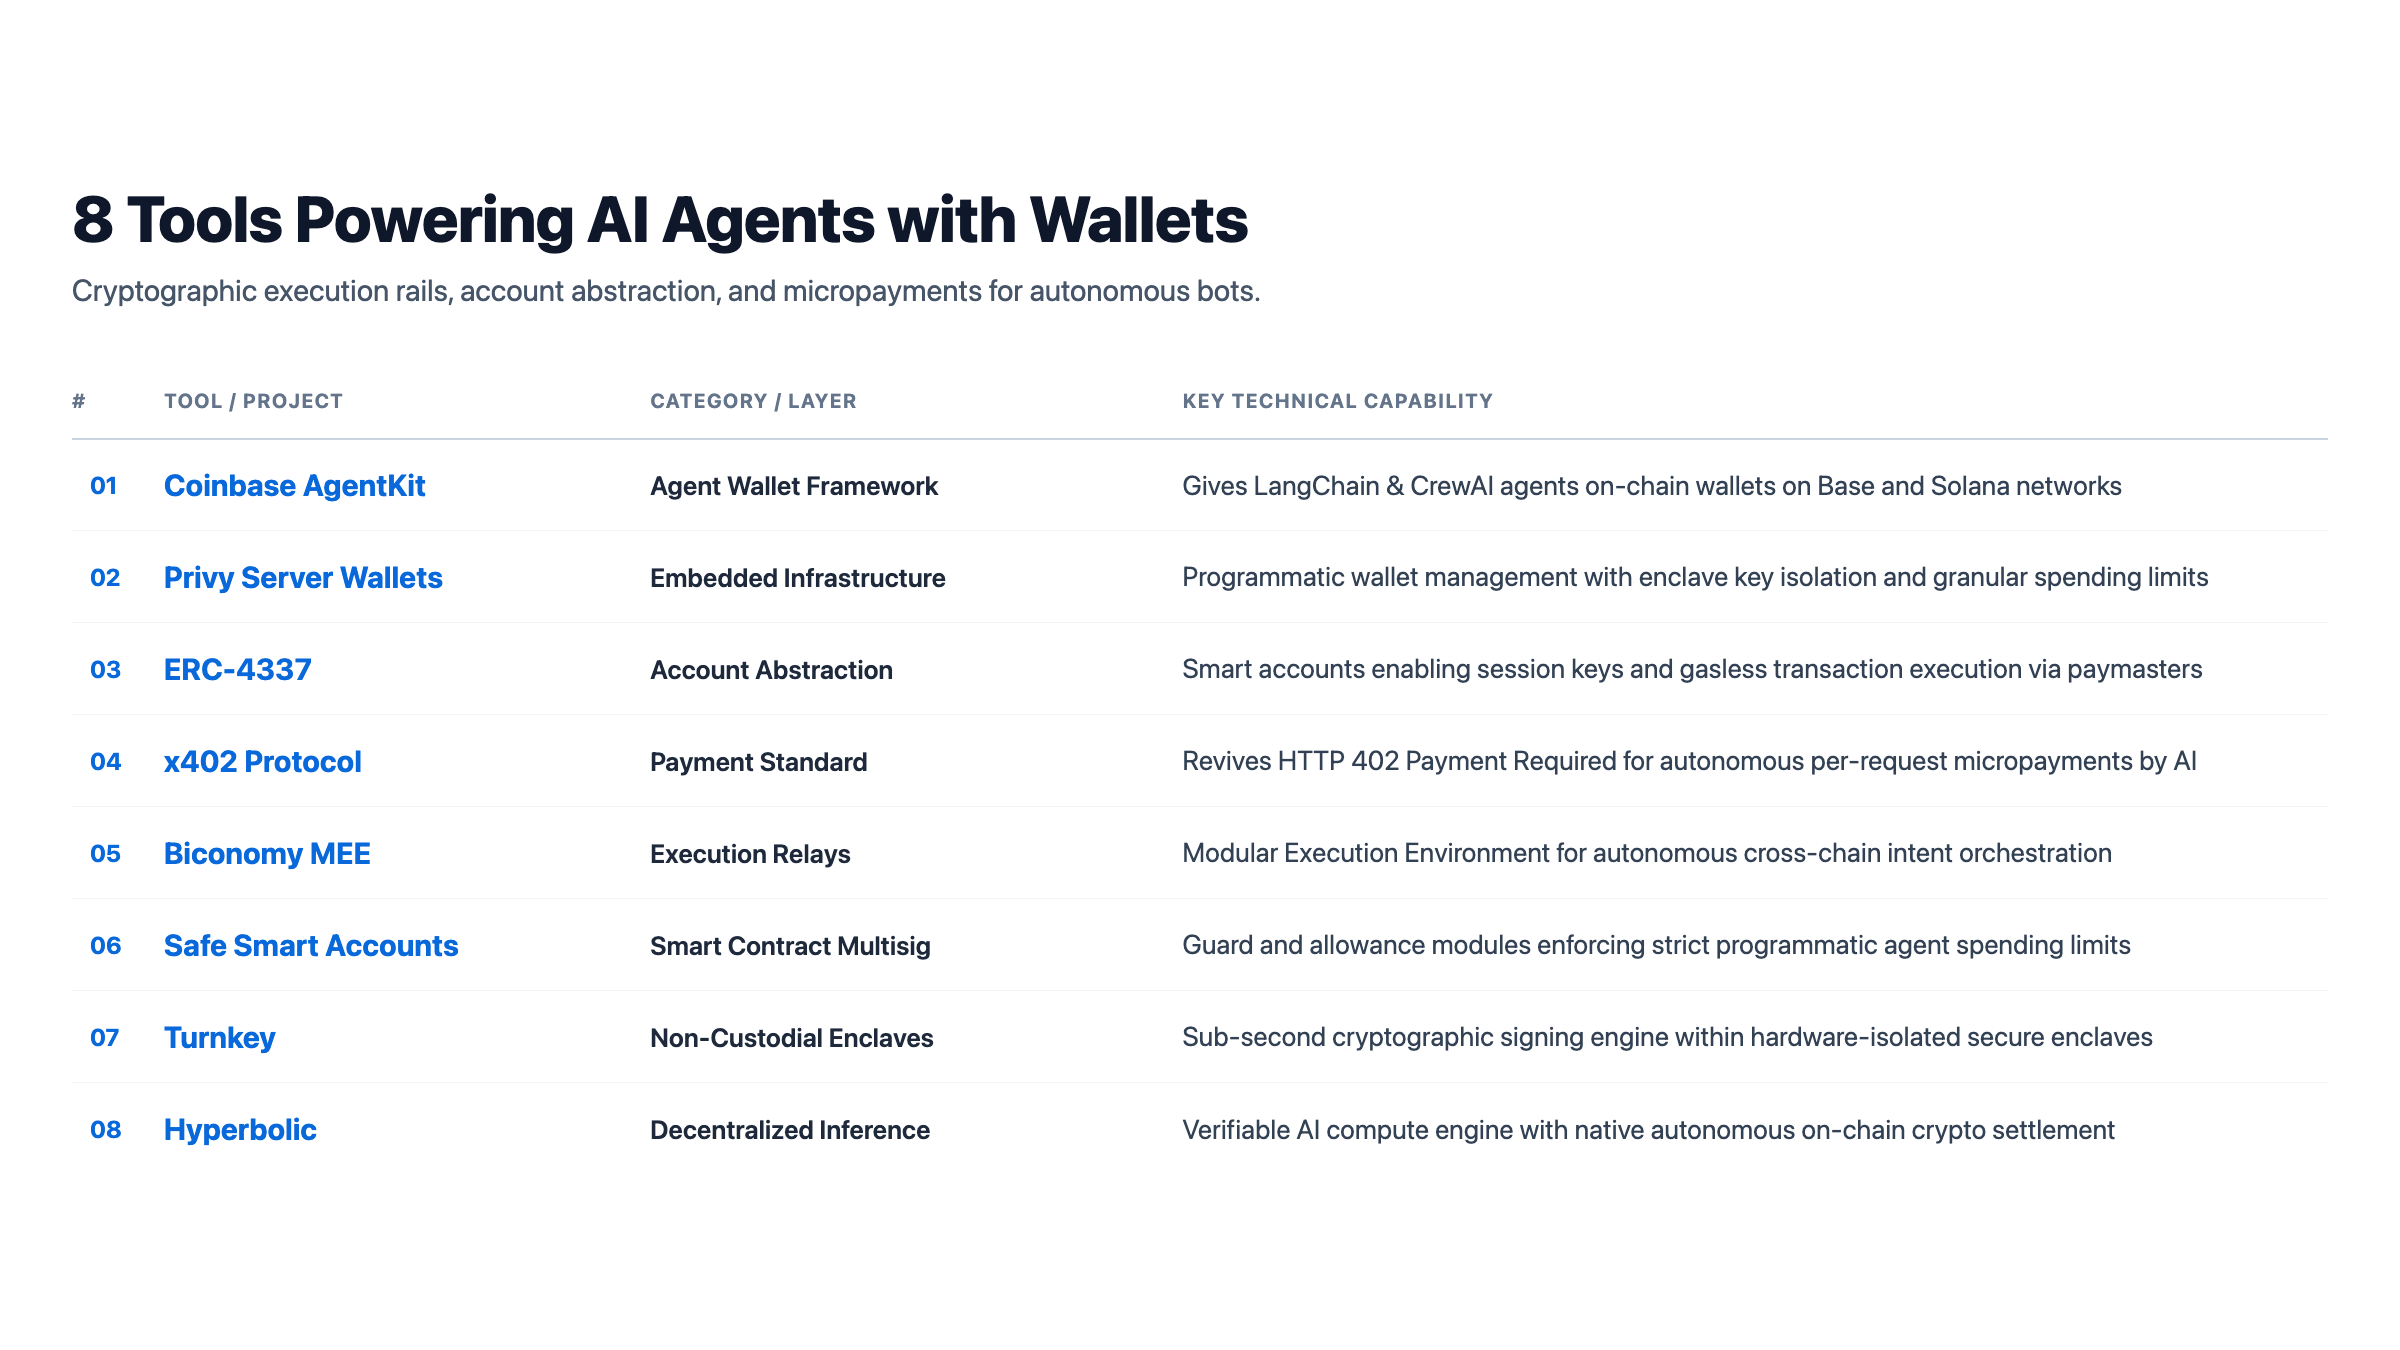 8 Tools Powering AI Agents with Wallets
Cryptographic execution rails, account abstraction, and micropayments for autonomous bots.
# TOOL / PROJECT CATEGORY / LAYER KEY TECHNICAL CAPABILITY
01 Coinbase AgentKit Agent Wallet Framework Gives LangChain & CrewAI agents on-chain wallets on Base and Solana networks
02 Privy Server Wallets Embedded Infrastructure Programmatic wallet management with enclave key isolation and granular spending limits
03 ERC-4337 Account Abstraction Smart accounts enabling session keys and gasless transaction execution via paymasters
04 x402 Protocol Payment Standard Revives HTTP 402 Payment Required for autonomous per-request micropayments by AI
05 Biconomy MEE Execution Relays Modular Execution Environment for autonomous cross-chain intent orchestration
06 Safe Smart Accounts Smart Contract Multisig Guard and allowance modules enforcing strict programmatic agent spending limits
07 Turnkey Non-Custodial Enclaves Sub-second cryptographic signing engine within hardware-isolated secure enclaves
08 Hyperbolic Decentralized Inference Verifiable AI compute engine with native autonomous on-chain crypto settlement